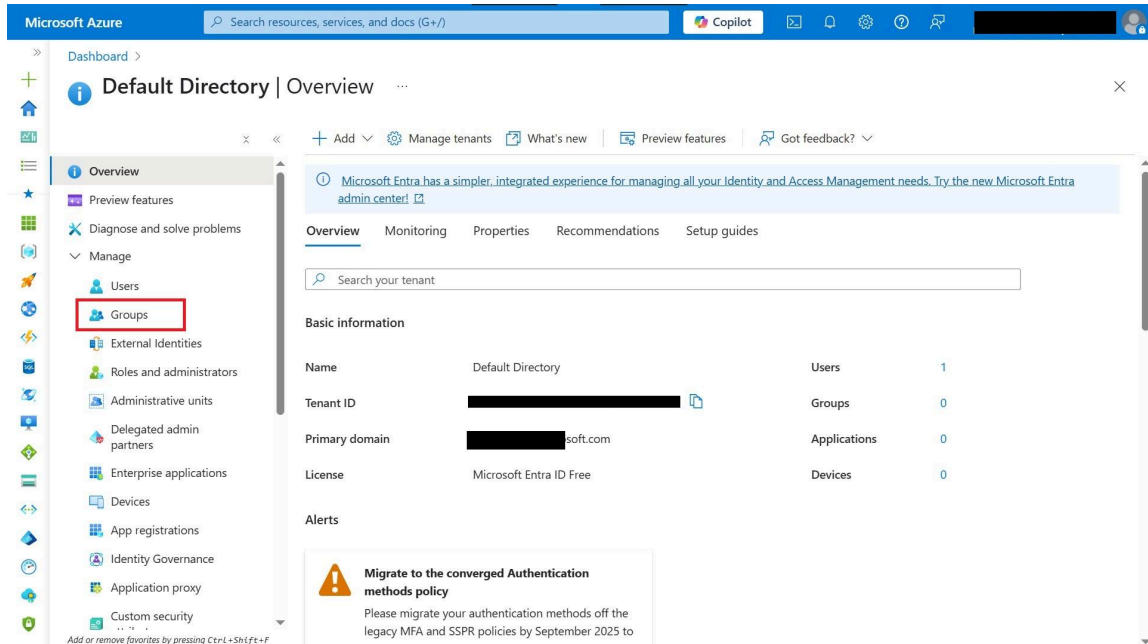 Microsoft Azure
Search resources, services, and docs (G+/)
Copilot
Dashboard >
Default Directory | Overview ...
+ Add
Manage tenants
What's new
Preview features
Got feedback?
Overview
Preview features
Diagnose and solve problems
Manage
Users
Groups
External Identities
Roles and administrators
Administrative units
Delegated admin
partners
Enterprise applications
Devices
App registrations
Identity Governance
Application proxy
Custom security
Add or remove favorites by pressing Ctrl+Shift+F
Microsoft Entra has a simpler, integrated experience for managing all your Identity and Access Management needs. Try the new Microsoft Entra
admin center!
Overview Monitoring Properties Recommendations Setup guides
Search your tenant
Basic information
Name Default Directory Users 1
Tenant ID Groups 0
Primary domain soft.com Applications 0
License Microsoft Entra ID Free Devices 0
Alerts
Migrate to the converged Authentication
methods policy
Please migrate your authentication methods off the
legacy MFA and SSPR policies by September 2025 to